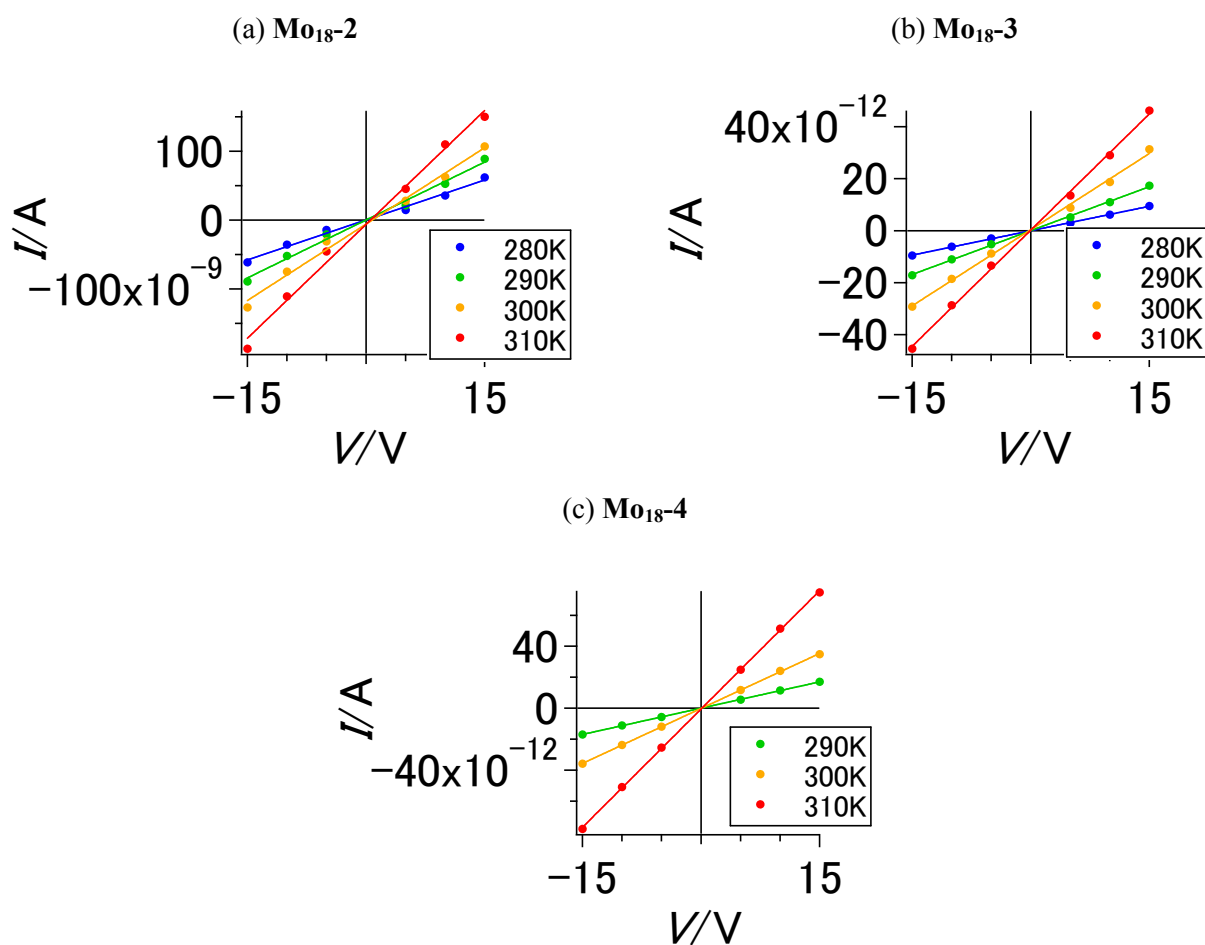 (a) Mo₁₈-2
100
0
−100x10⁻⁹
I/A
280K
290K
300K
310K
−15
15
V/V
(b) Mo₁₈-3
40x10⁻¹²
20
0
−20
−40
I/A
280K
290K
300K
310K
−15
15
V/V
(c) Mo₁₈-4
40
0
−40x10⁻¹²
I/A
290K
300K
310K
−15
15
V/V